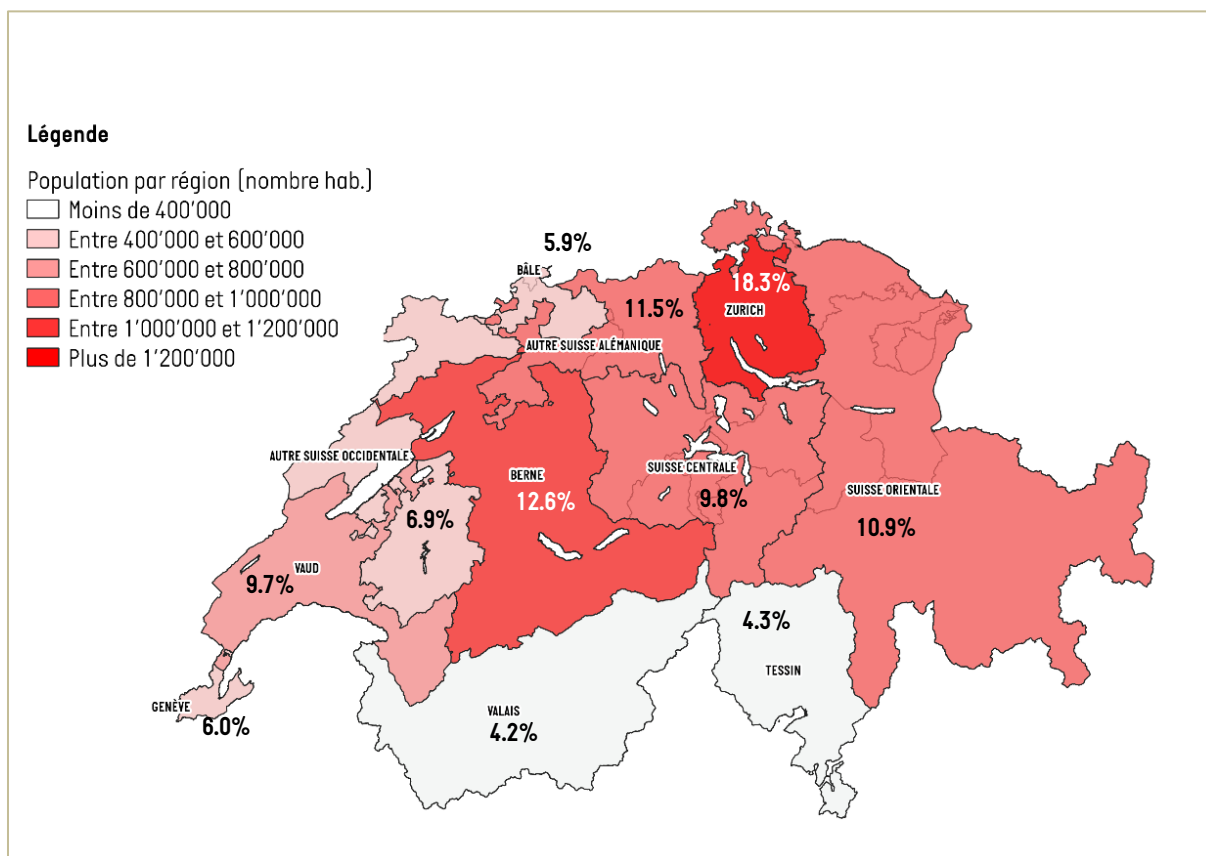 Légende
Population par région (nombre hab.)
Moins de 400'000
Entre 400'000 et 600'000
Entre 600'000 et 800'000
Entre 800'000 et 1'000'000
Entre 1'000'000 et 1'200'000
Plus de 1'200'000
5.9%
BÂLE
18.3%
ZURICH
11.5%
AUTRE SUISSE ALÉMANIQUE
AUTRE SUISSE OCCIDENTALE
6.9%
BERNE
12.6%
SUISSE CENTRALE
9.8%
SUISSE ORIENTALE
10.9%
VAUD
9.7%
4.3%
TESSIN
GENÈVE
6.0%
VALAIS
4.2%